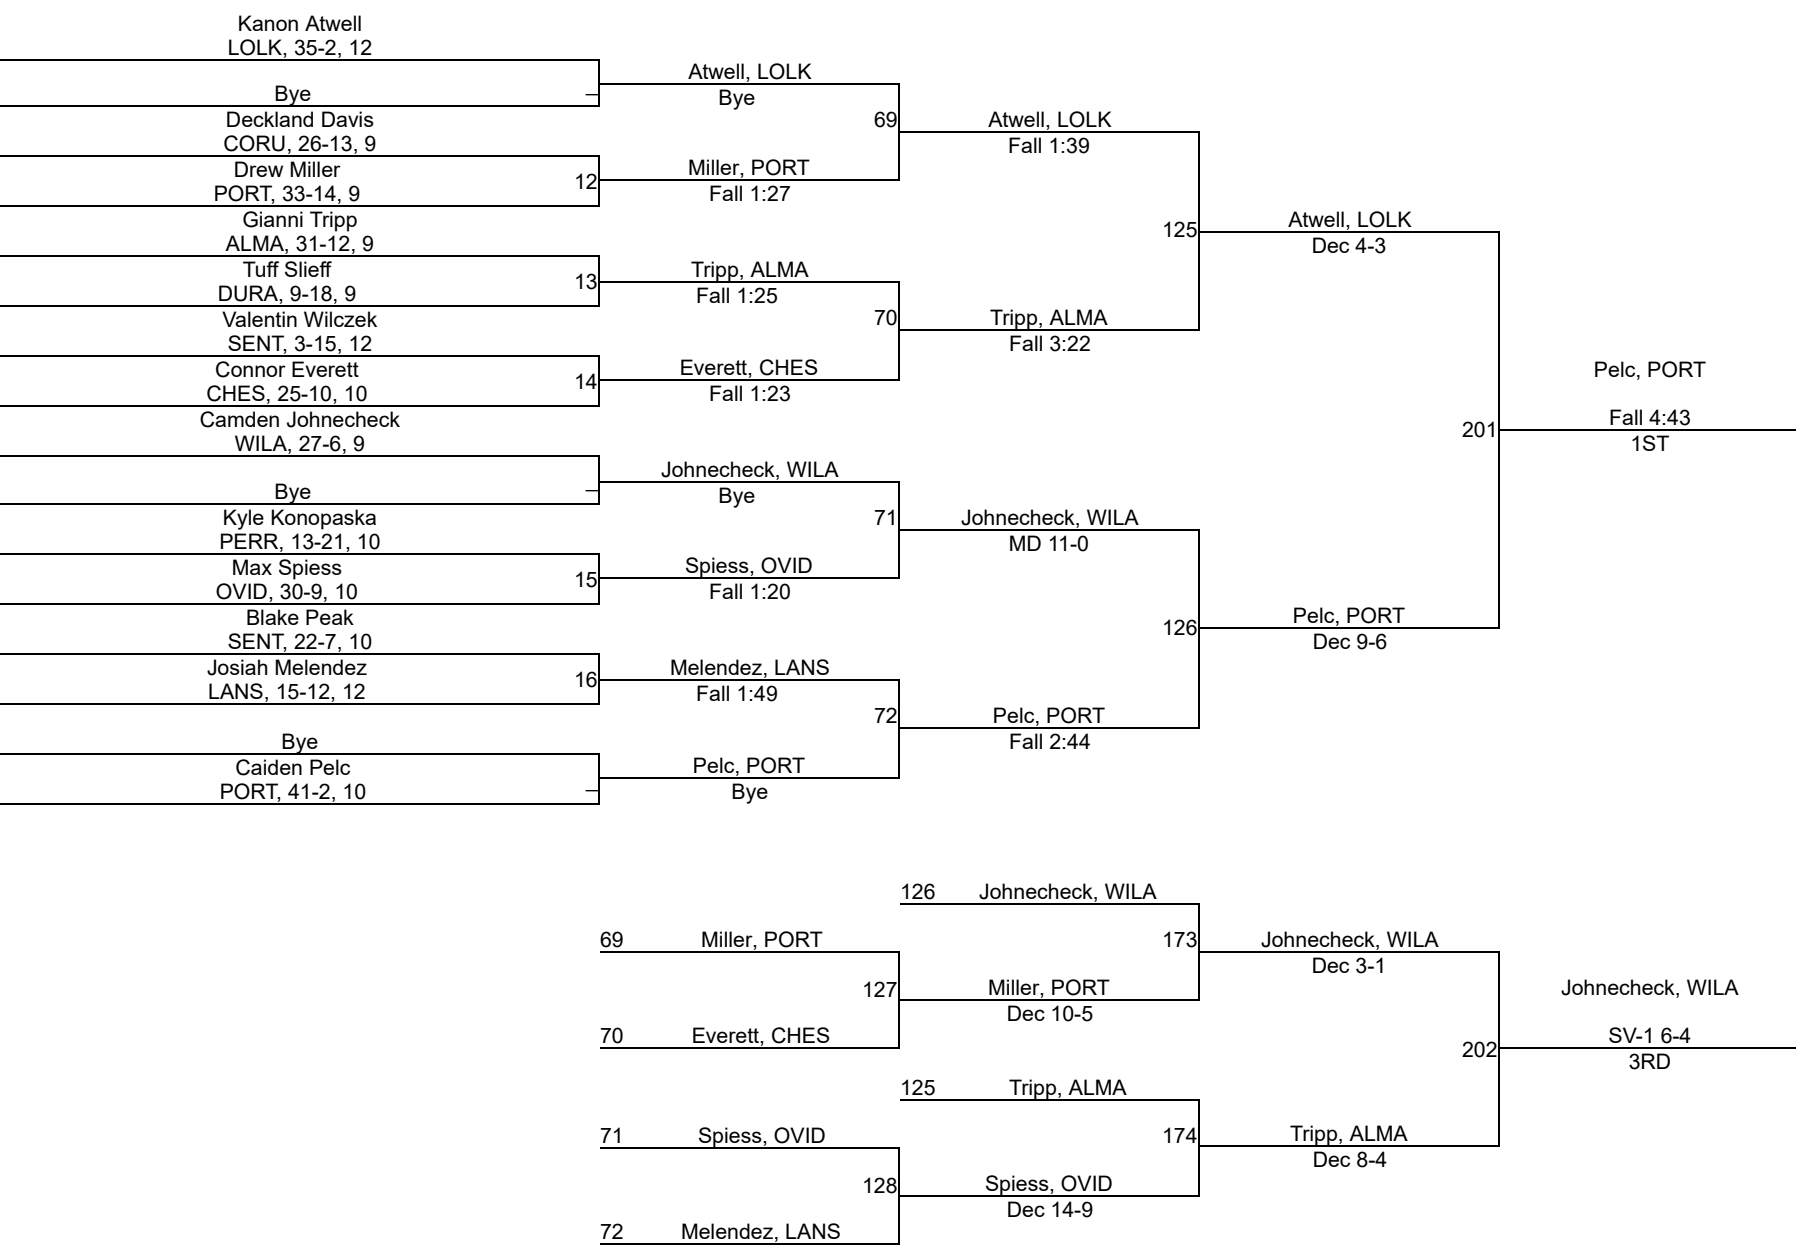 Kanon Atwell
LOLK, 35-2, 12
Bye
Deckland Davis
CORU, 26-13, 9
Drew Miller
PORT, 33-14, 9
12
Gianni Tripp
ALMA, 31-12, 9
Tuff Slieff
DURA, 9-18, 9
13
Valentin Wilczek
SENT, 3-15, 12
Connor Everett
CHES, 25-10, 10
14
Camden Johnecheck
WILA, 27-6, 9
Bye
Kyle Konopaska
PERR, 13-21, 10
Max Spiess
OVID, 30-9, 10
15
Blake Peak
SENT, 22-7, 10
Josiah Melendez
LANS, 15-12, 12
16
Bye
Caiden Pelc
PORT, 41-2, 10
Atwell, LOLK
Bye
69
Miller, PORT
Fall 1:27
Tripp, ALMA
Fall 1:25
70
Everett, CHES
Fall 1:23
Johnecheck, WILA
Bye
71
Spiess, OVID
Fall 1:20
Melendez, LANS
Fall 1:49
72
Pelc, PORT
Bye
Atwell, LOLK
Fall 1:39
125
Tripp, ALMA
Fall 3:22
Johnecheck, WILA
MD 11-0
126
Pelc, PORT
Fall 2:44
Atwell, LOLK
Dec 4-3
201
Pelc, PORT
Dec 9-6
Pelc, PORT
Fall 4:43
1ST
126 Johnecheck, WILA
69 Miller, PORT
127
70 Everett, CHES
173
Miller, PORT
Dec 10-5
125 Tripp, ALMA
71 Spiess, OVID
128
72 Melendez, LANS
174
Spiess, OVID
Dec 14-9
Johnecheck, WILA
Dec 3-1
202
Tripp, ALMA
Dec 8-4
Johnecheck, WILA
SV-1 6-4
3RD